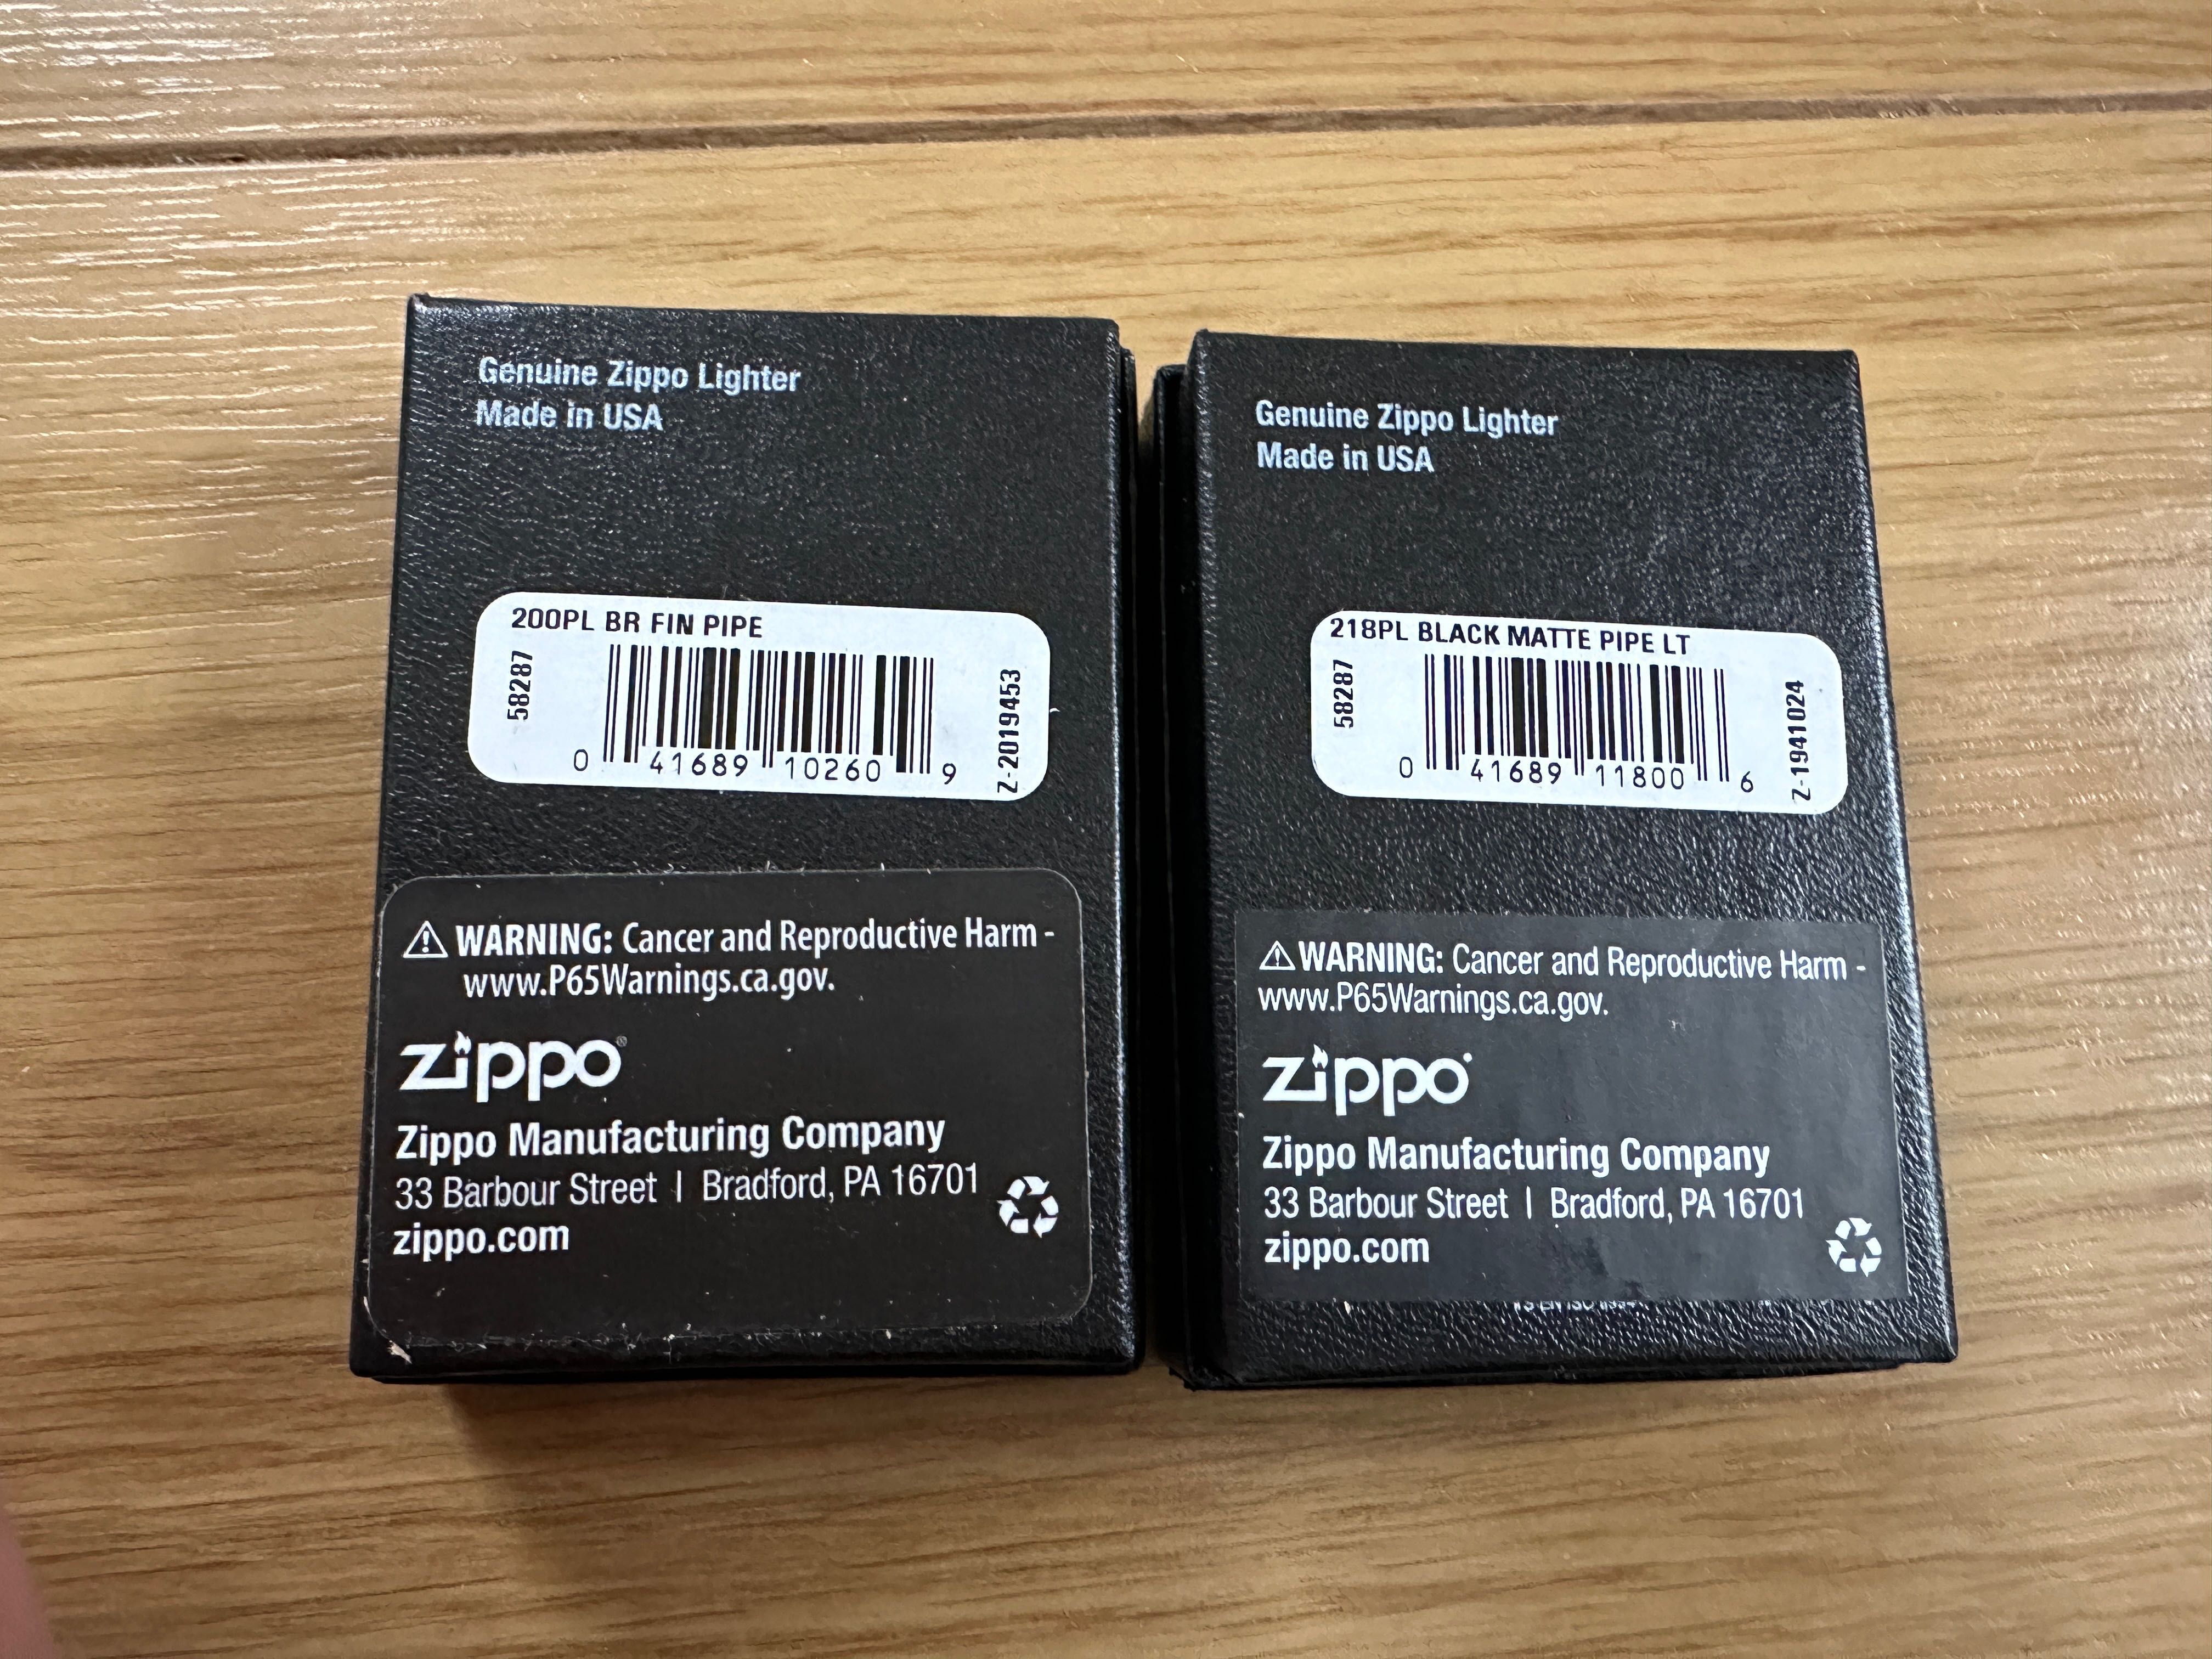 Genuine Zippo Lighter
Made in USA
200PL BR FIN PIPE
58287
0 41689 10260 9
Z-2019453
WARNING: Cancer and Reproductive Harm -
www.P65Warnings.ca.gov.
zippo®
Zippo Manufacturing Company
33 Barbour Street | Bradford, PA 16701
zippo.com
Genuine Zippo Lighter
Made in USA
218PL BLACK MATTE PIPE LT
58287
0 41689 11800 6
Z-1941024
WARNING: Cancer and Reproductive Harm -
www.P65Warnings.ca.gov.
zippo
Zippo Manufacturing Company
33 Barbour Street | Bradford, PA 16701
zippo.com